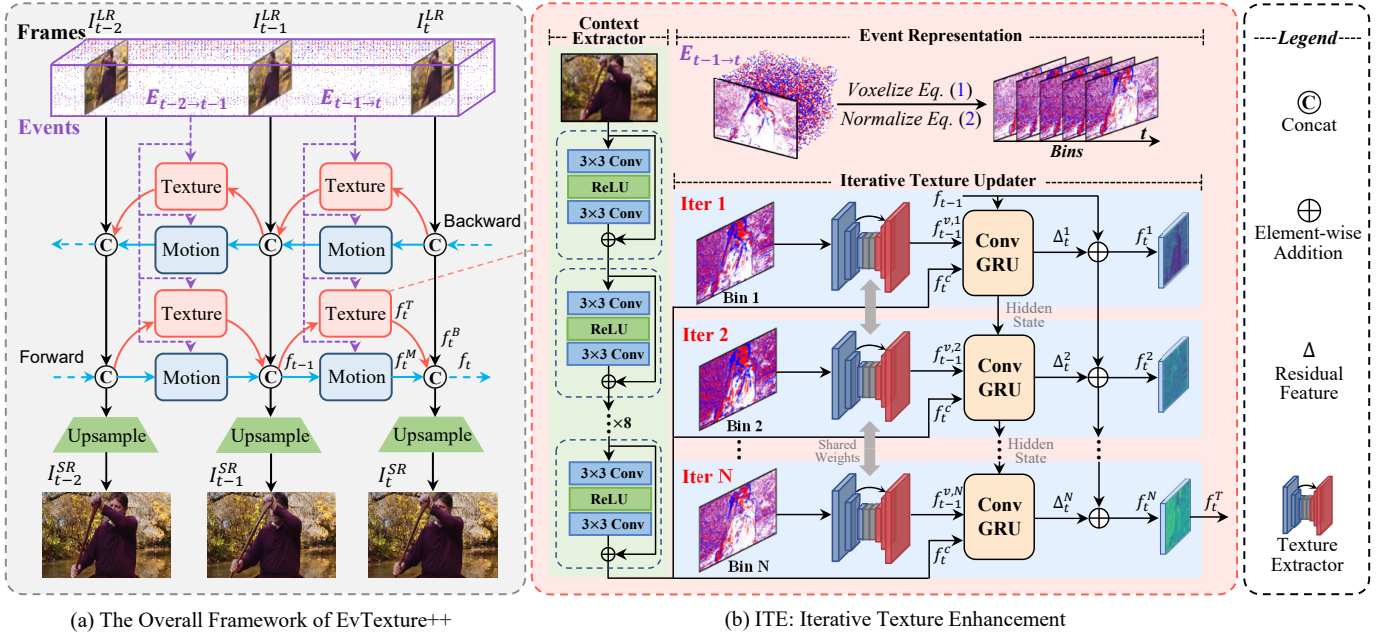 I_{t-2}^{LR}
I_{t-1}^{LR}
I_t^{LR}
Frames
E_{t-2→t-1}
E_{t-1→t}
Events
Texture
Texture
Backward
C
Motion
C
Motion
C
Texture
Texture
f_t^T
f_t^B
Forward
C
Motion
C
f_{t-1}
Motion
f_t^M
C
f_t
Upsample
Upsample
Upsample
I_{t-2}^{SR}
I_{t-1}^{SR}
I_t^{SR}
(a) The Overall Framework of EvTexture++
Context
Extractor
3×3 Conv
ReLU
3×3 Conv
3×3 Conv
ReLU
3×3 Conv
×8
3×3 Conv
ReLU
3×3 Conv
Event Representation
E_{t-1→t}
Voxelize Eq. (1)
Normalize Eq. (2)
t
Bins
Iterative Texture Updater
Iter 1
Bin 1
f_{t-1}
f_{t-1}^{v,1}
f_t^c
Conv
GRU
Δ_t^1
f_t^1
Hidden
State
Iter 2
Bin 2
f_{t-1}^{v,2}
f_t^c
Conv
GRU
Δ_t^2
f_t^2
Shared
Weights
Hidden
State
Iter N
Bin N
f_{t-1}^{v,N}
f_t^c
Conv
GRU
Δ_t^N
f_t^N
f_t^T
(b) ITE: Iterative Texture Enhancement
Legend
C
Concat
Element-wise
Addition
Δ
Residual
Feature
Texture
Extractor